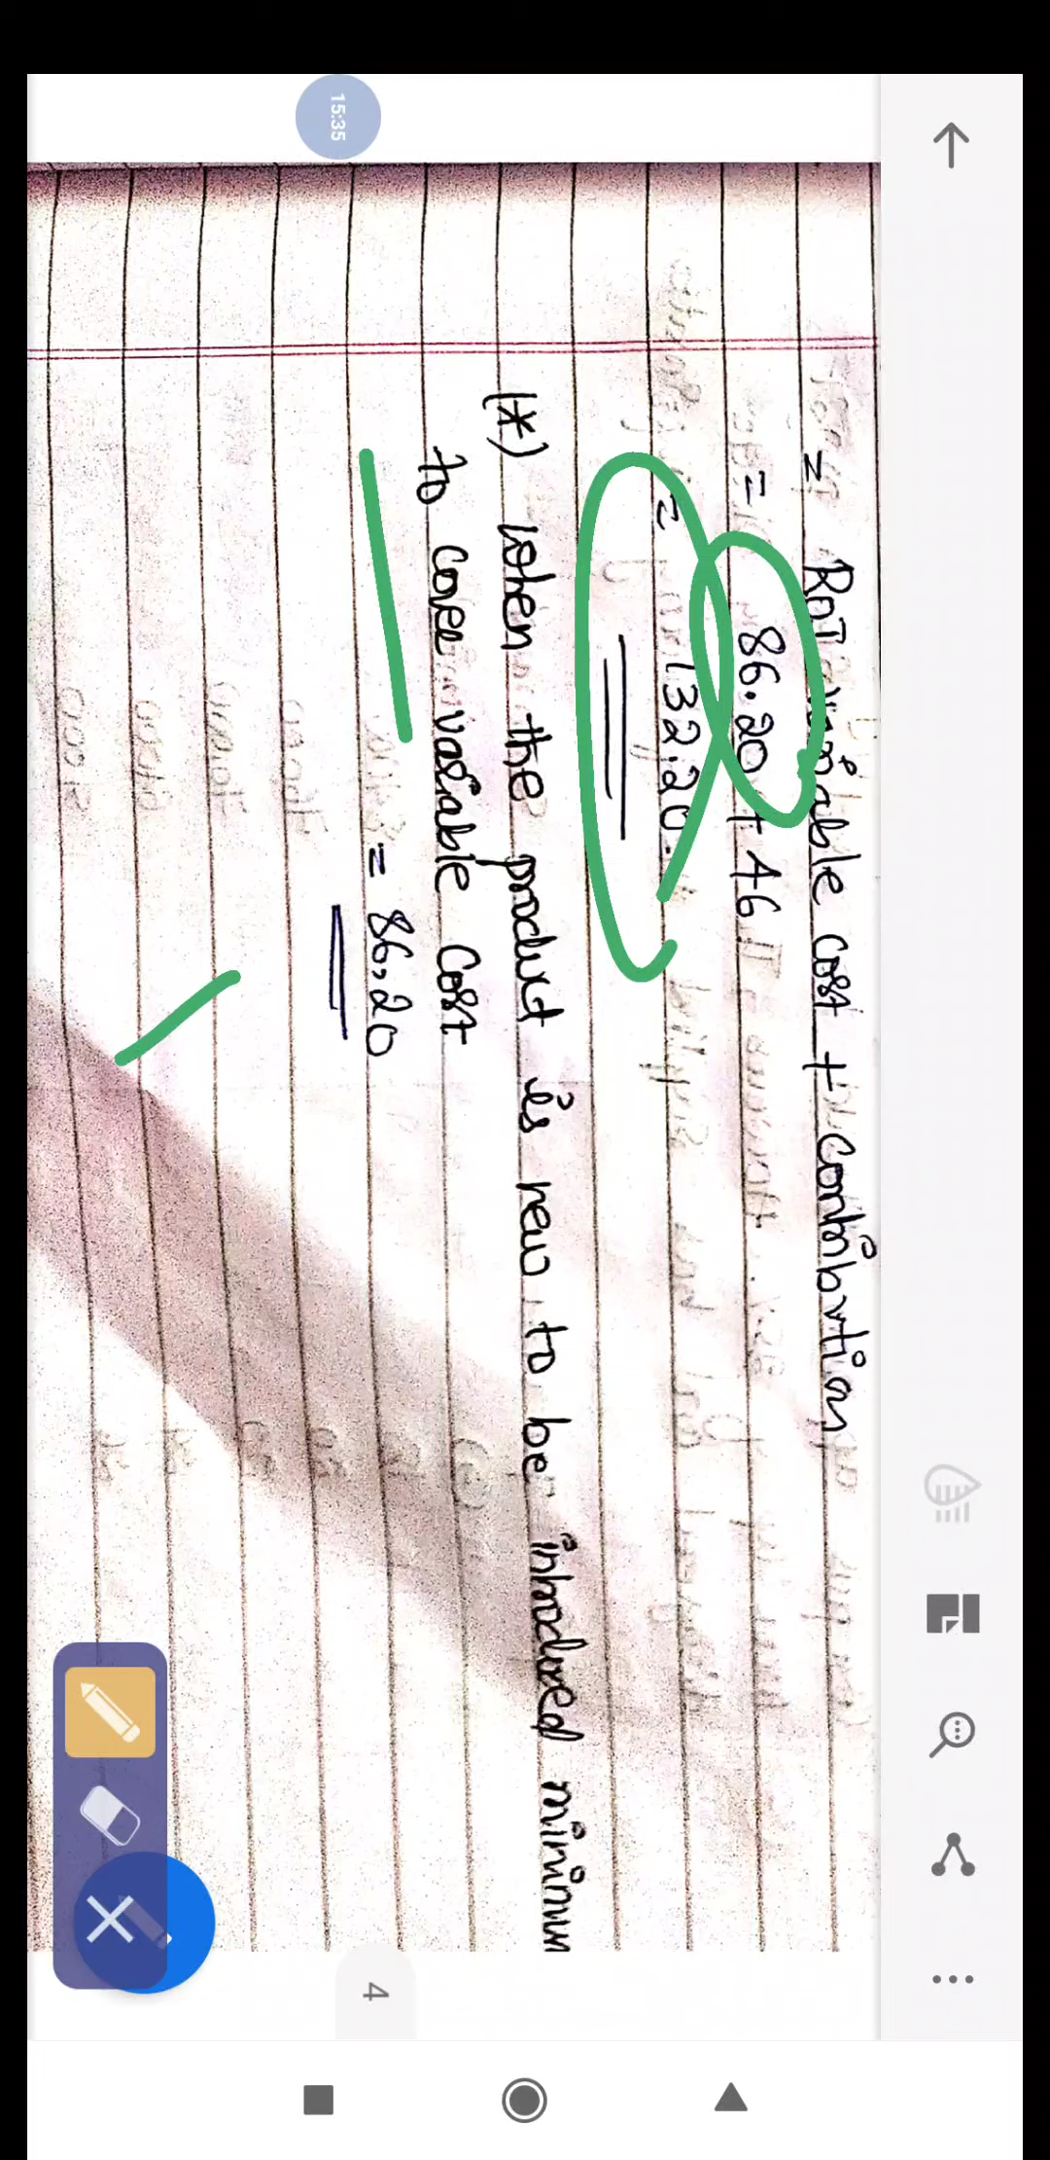 = RnT variable cost + contribution
= 86.20 + 46
= 132.20.
(*) when the product is new to be introduced minimum
to cover variable cost
= 86.20
4
15:35